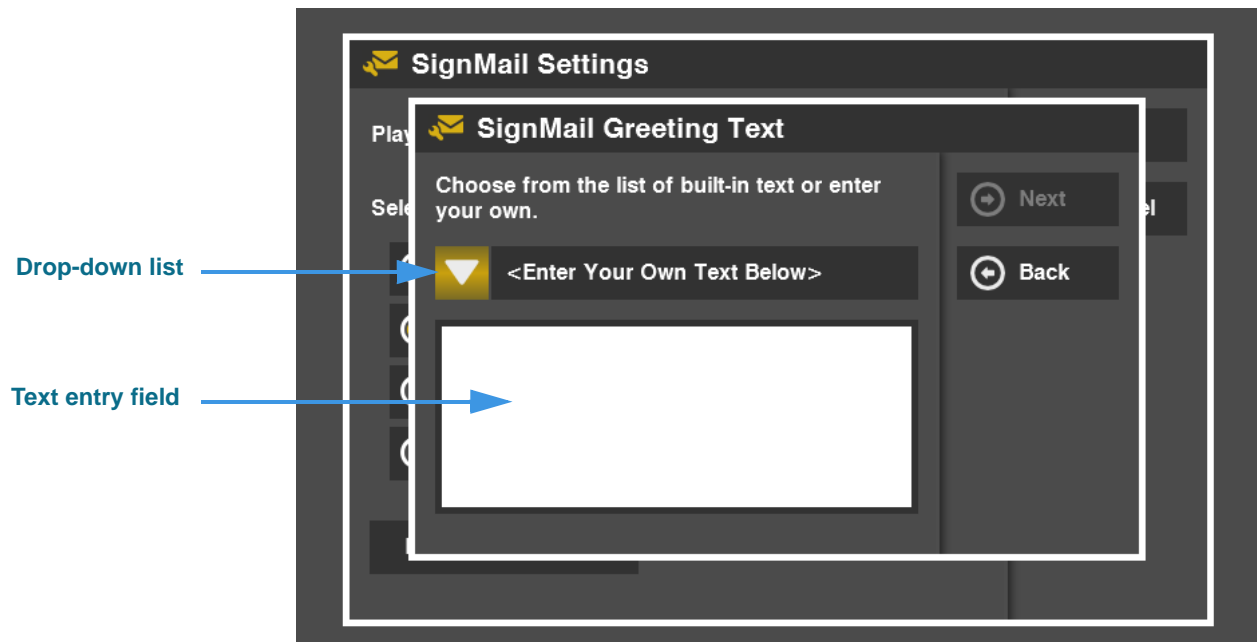 SignMail Settings
SignMail Greeting Text
Choose from the list of built-in text or enter
your own.
Next
Drop-down list
<Enter Your Own Text Below>
Back
Text entry field